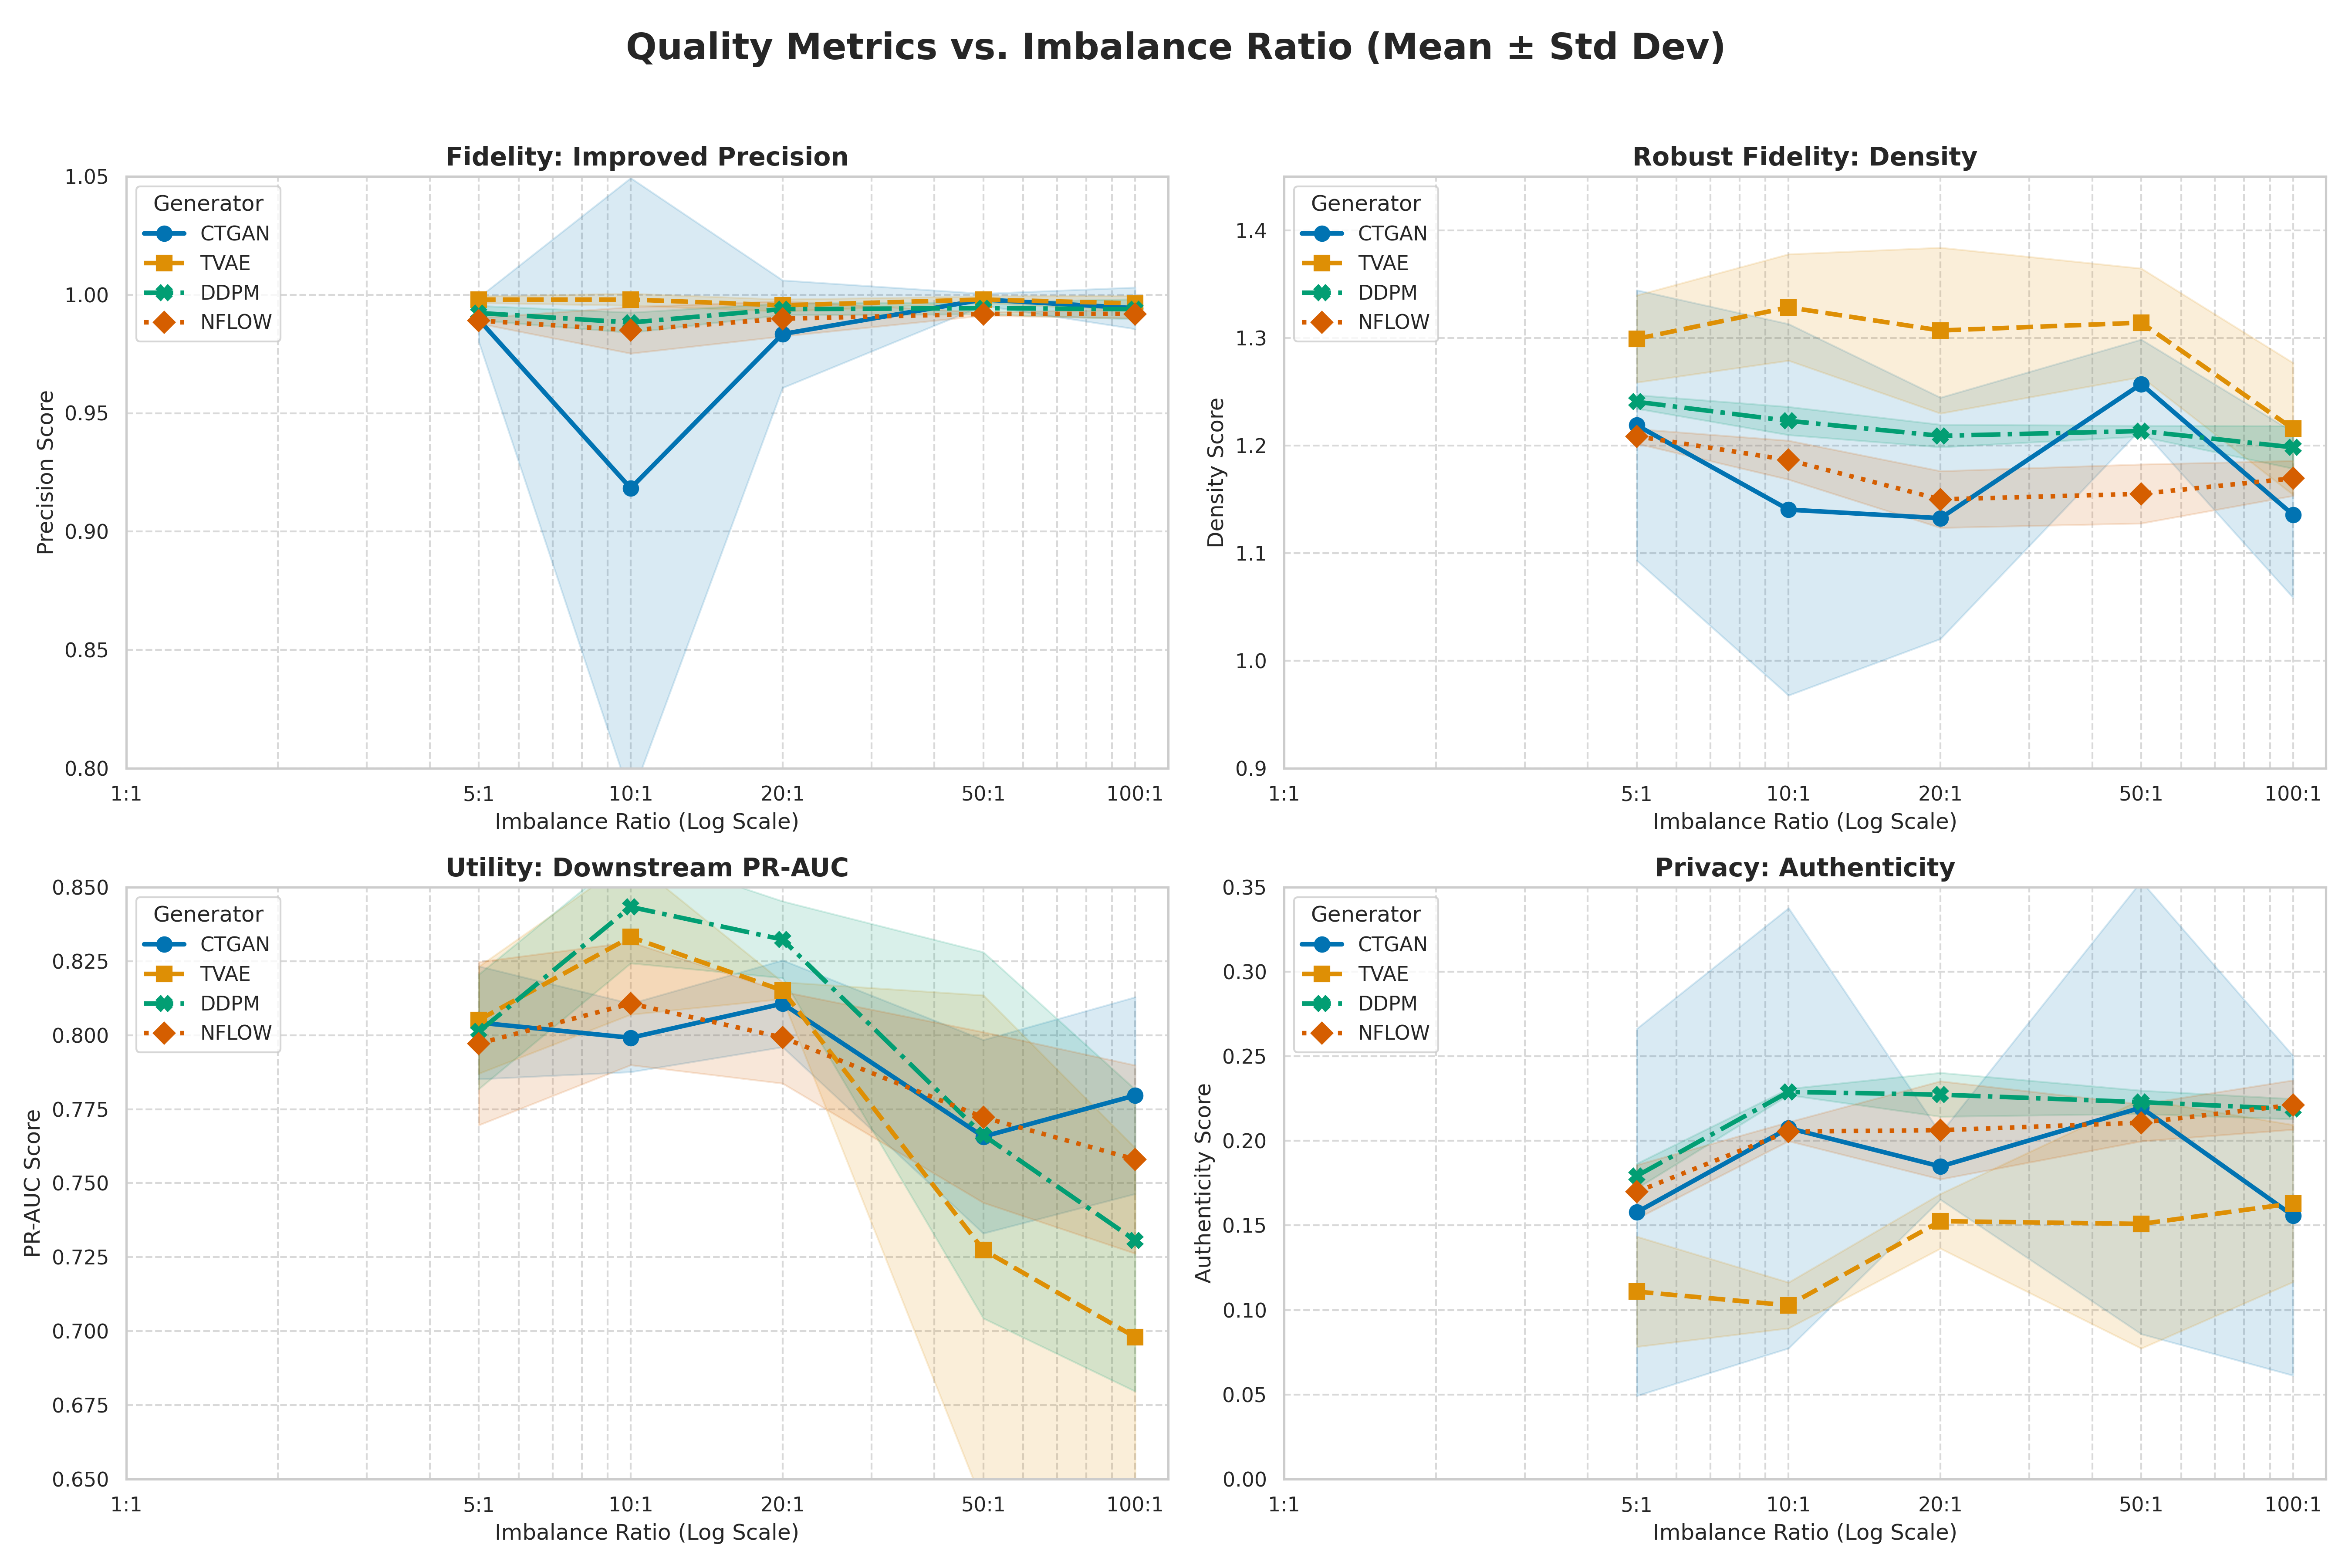 Quality Metrics vs. Imbalance Ratio (Mean ± Std Dev)
Fidelity: Improved Precision
Generator
CTGAN
TVAE
DDPM
NFLOW
Precision Score
1.05
1.00
0.95
0.90
0.85
0.80
1:1 5:1 10:1 20:1 50:1 100:1
Imbalance Ratio (Log Scale)
Robust Fidelity: Density
Generator
CTGAN
TVAE
DDPM
NFLOW
Density Score
1.4
1.3
1.2
1.1
1.0
0.9
1:1 5:1 10:1 20:1 50:1 100:1
Imbalance Ratio (Log Scale)
Utility: Downstream PR-AUC
Generator
CTGAN
TVAE
DDPM
NFLOW
PR-AUC Score
0.850
0.825
0.800
0.775
0.750
0.725
0.700
0.675
0.650
1:1 5:1 10:1 20:1 50:1 100:1
Imbalance Ratio (Log Scale)
Privacy: Authenticity
Generator
CTGAN
TVAE
DDPM
NFLOW
Authenticity Score
0.35
0.30
0.25
0.20
0.15
0.10
0.05
0.00
1:1 5:1 10:1 20:1 50:1 100:1
Imbalance Ratio (Log Scale)